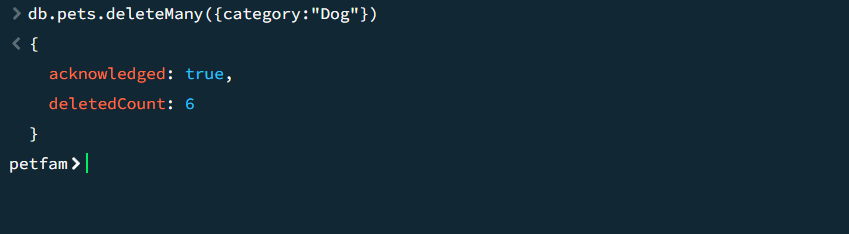 > db.pets.deleteMany({category:"Dog"})
< {
acknowledged: true,
deletedCount: 6
}
petfam>